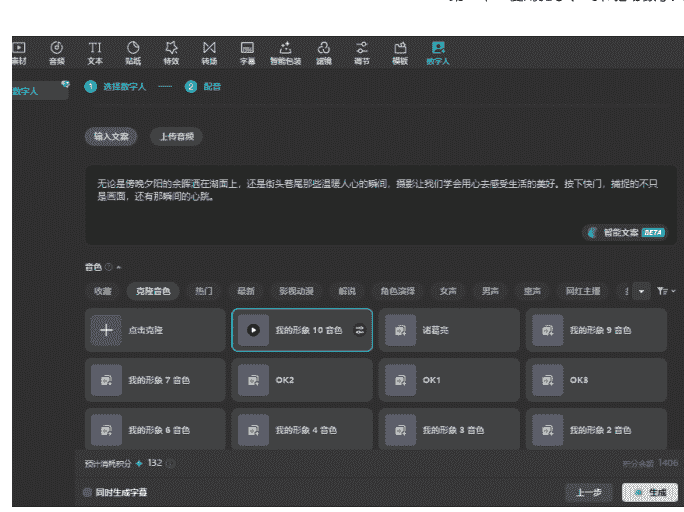 素材 音频 TI 文本 贴纸 特效 转场 字幕 智能包装 滤镜 调节 模板 数字人
数字人
1 选择数字人 2 配音
输入文案 上传音频
无论是傍晚夕阳的余晖洒在湖面上，还是街头巷尾那些温暖人心的瞬间，摄影让我们学会用心去感受生活的美好。按下快门，捕捉的不只
是画面，还有那瞬间的心跳。
智能文案 BETA
音色
收藏 克隆音色 热门 最新 影视动漫 解说 角色演绎 女声 男声 童声 网红主播
点击克隆 我的形象 10 音色 诸葛亮 我的形象 9 音色
我的形象 7 音色 OK2 OK1
我的形象 6 音色 我的形象 4 音色 我的形象 3 音色 我的形象 2 音色
预计消耗积分 132 积分余额 1406
同时生成字幕 上一步 生成